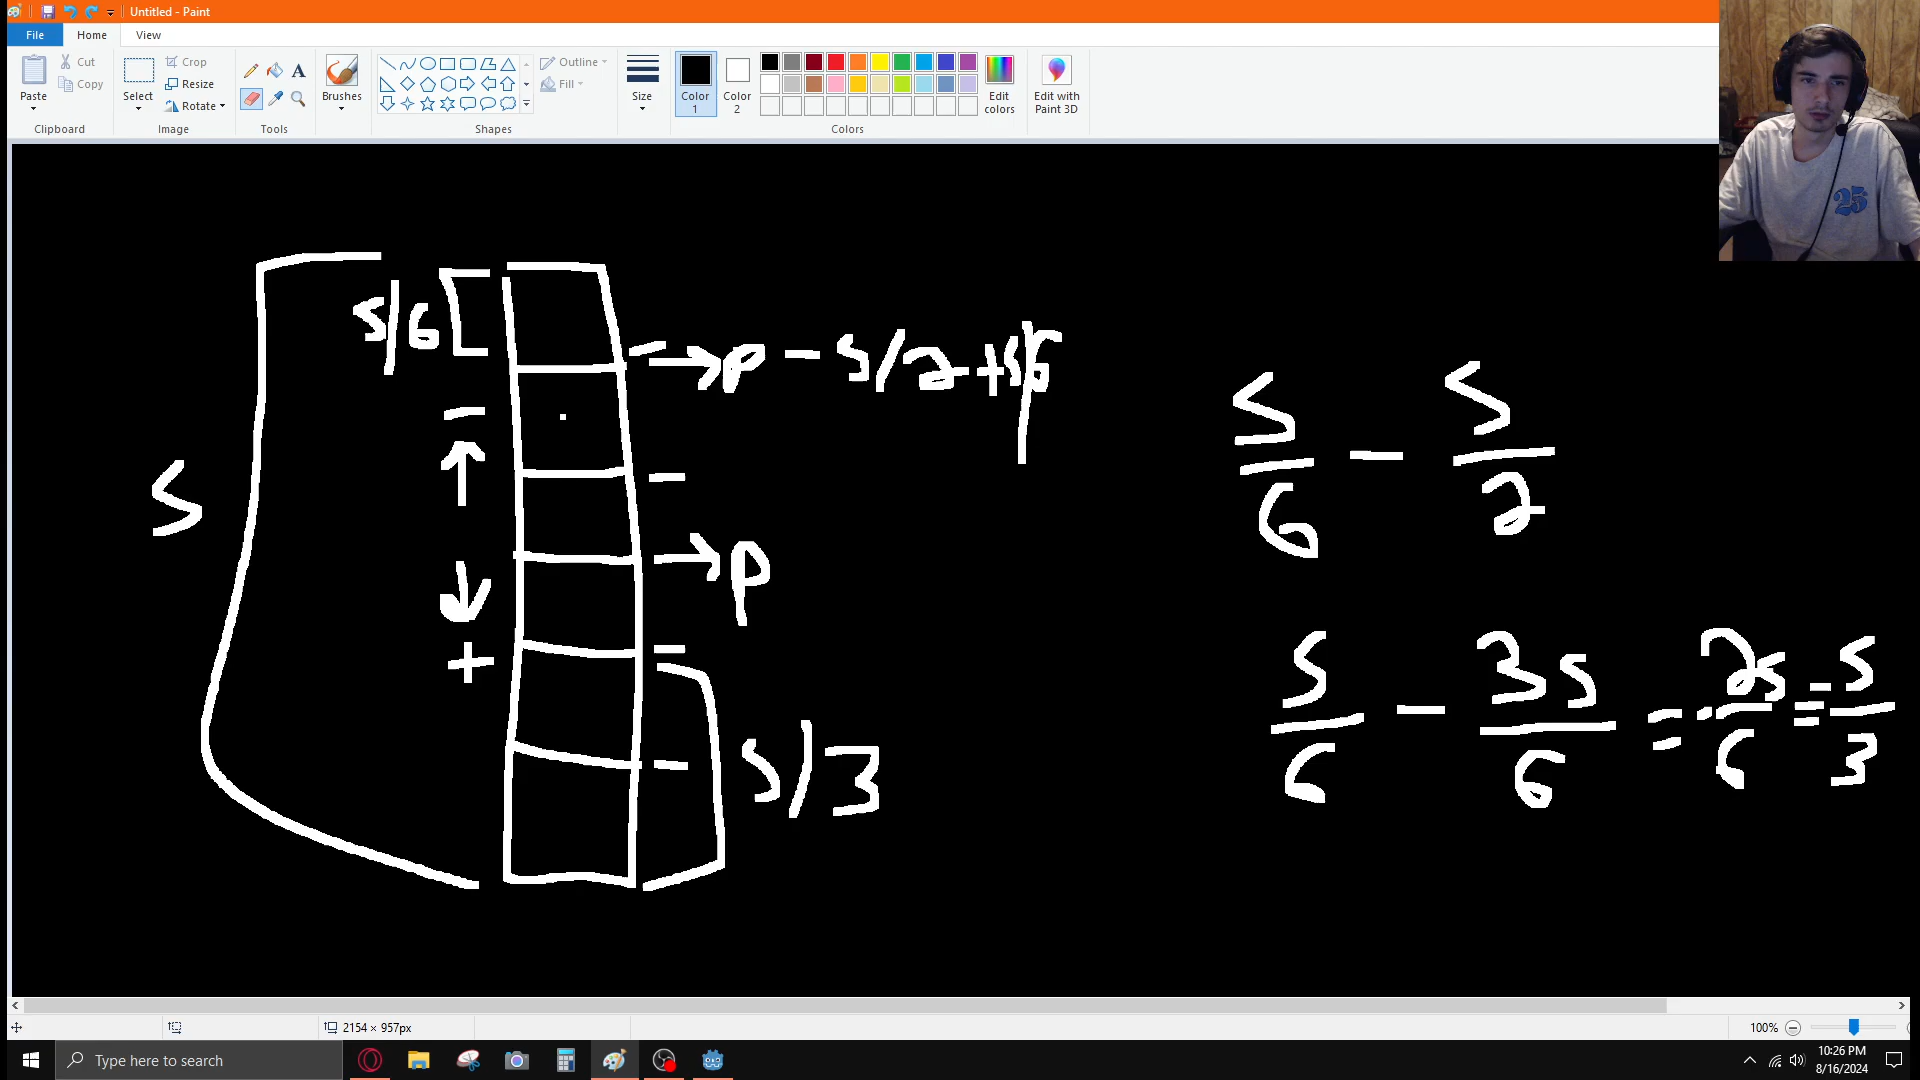 Untitled - Paint
File Home View
Paste
Cut
Copy
Clipboard
Select
Crop
Resize
Rotate
Image
A
Tools
Brushes
Shapes
Outline
Fill
Size
Color 1
Color 2
Edit colors
Colors
Edit with Paint 3D
25
S/6
→P - S/2+S/6
S
-
→P
+
S/3
S/6 - S/2
S/6 - 3S/6 = -2S/6 = -S/3
2154 × 957px
100%
Type here to search
10:26 PM
8/16/2024